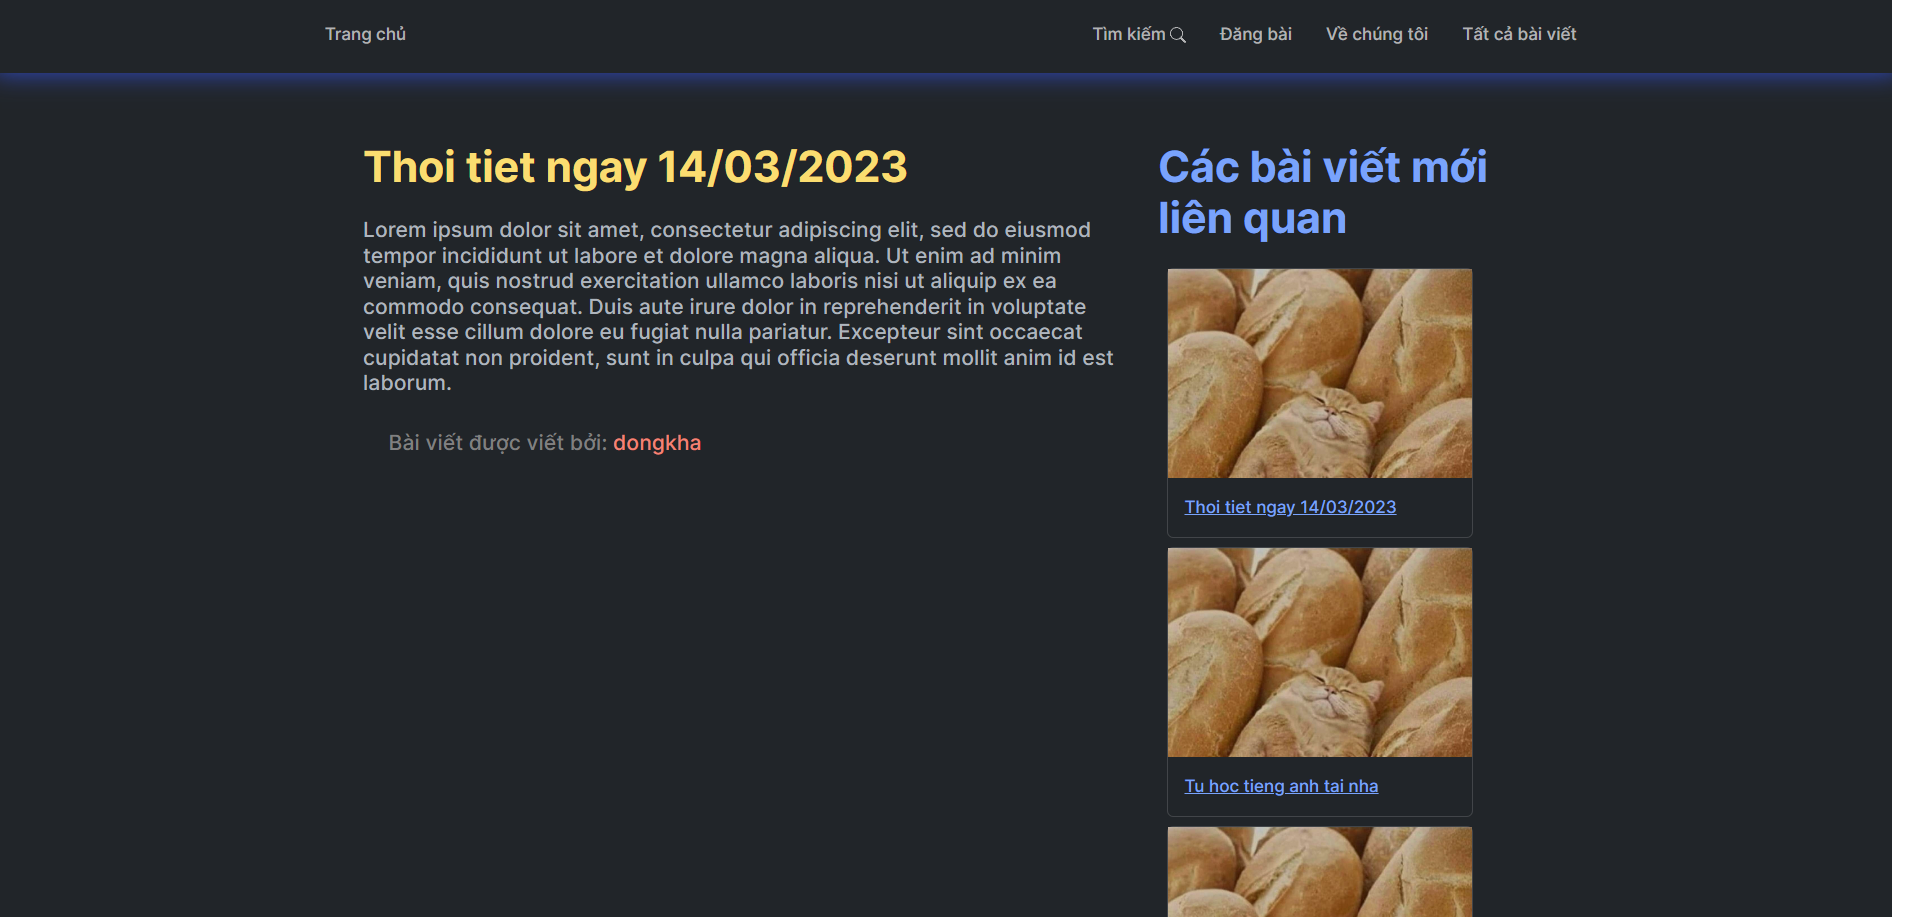 Trang chủ
Tìm kiếm
Đăng bài
Về chúng tôi
Tất cả bài viết
Thoi tiet ngay 14/03/2023
Lorem ipsum dolor sit amet, consectetur adipiscing elit, sed do eiusmod
tempor incididunt ut labore et dolore magna aliqua. Ut enim ad minim
veniam, quis nostrud exercitation ullamco laboris nisi ut aliquip ex ea
commodo consequat. Duis aute irure dolor in reprehenderit in voluptate
velit esse cillum dolore eu fugiat nulla pariatur. Excepteur sint occaecat
cupidatat non proident, sunt in culpa qui officia deserunt mollit anim id est
laborum.
Bài viết được viết bởi: dongkha
Các bài viết mới
liên quan
Thoi tiet ngay 14/03/2023
Tu hoc tieng anh tai nha